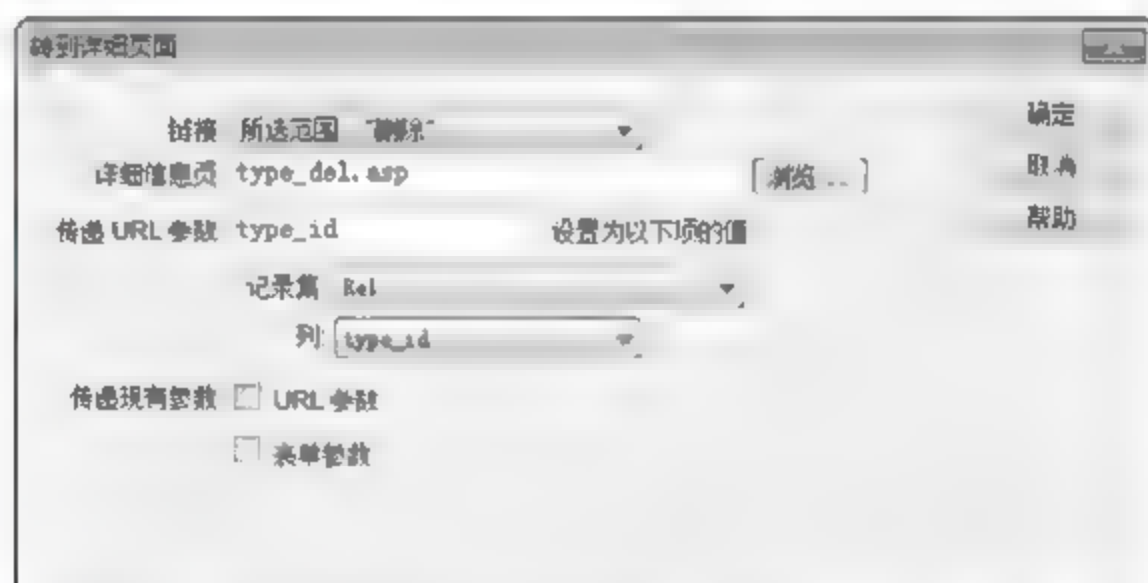 转到详细页面
链接 所选范围 "删除"
确定
详细信息页 type_del.asp 浏览...
取消
传递 URL 参数 type_id 设置为以下项的值
帮助
记录集 Re1
列: type_id
传递现有参数 URL 参数
表单参数